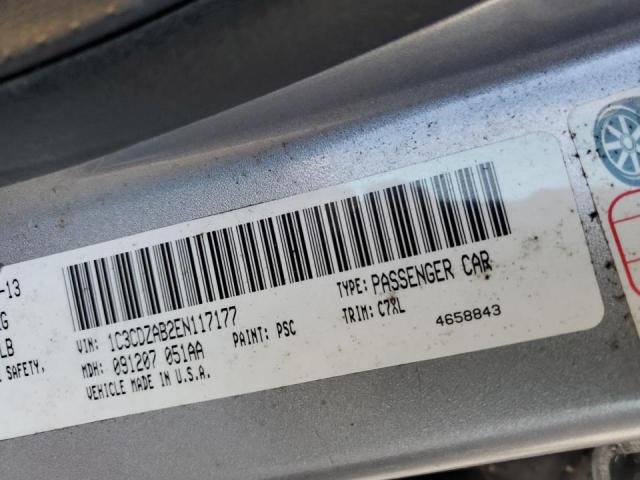 -13
KG
LB
SAFETY,
VIN: 1C3CDZAB2EN117177
TYPE: PASSENGER CAR
MDH: 091207 051AA
PAINT: PSC
TRIM: C7XL
VEHICLE MADE IN U.S.A.
4658843